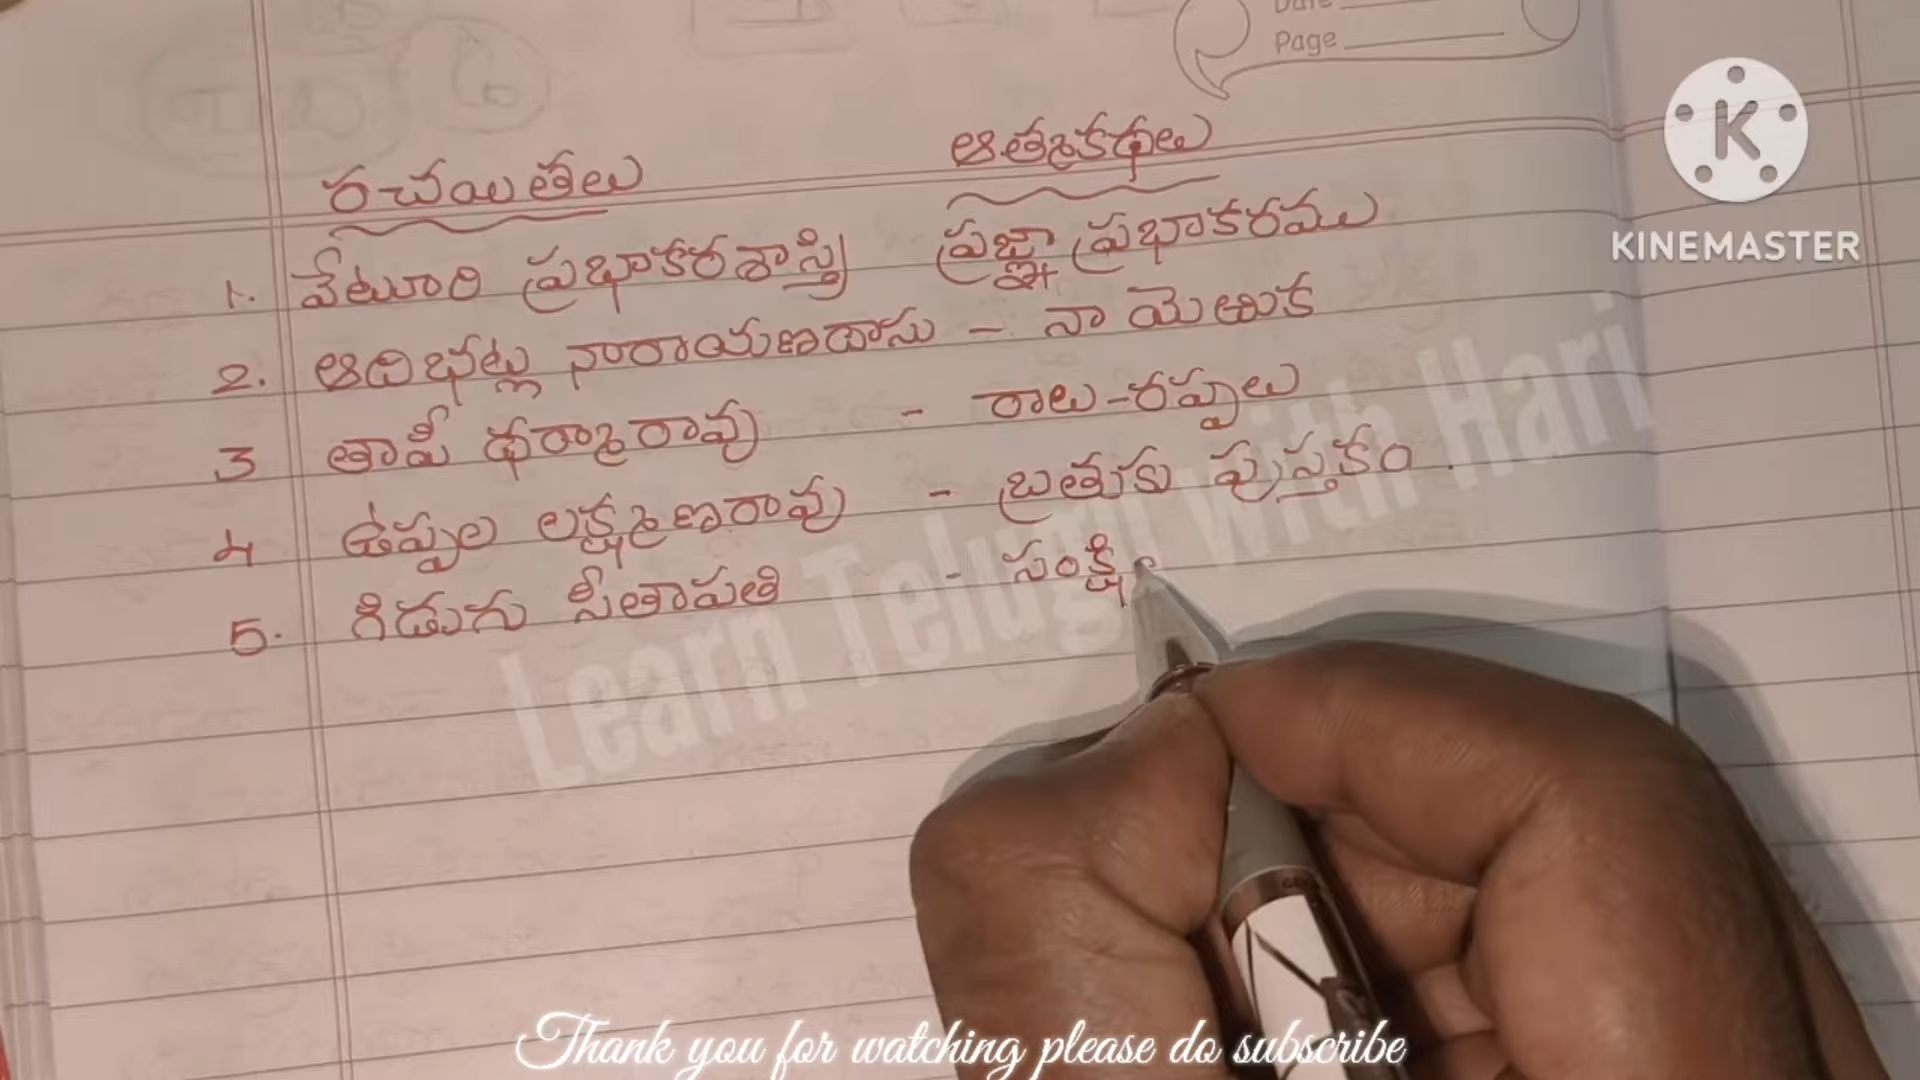 Date
Page
రచయితలు ఆత్మకథలు
1. వేటూరి ప్రభాకరశాస్త్రి ప్రజ్ఞా ప్రభాకరము
2. ఆదిభట్ల నారాయణదాసు - నా యెఱుక
3 తాపీ ధర్మారావు - రాలు-రప్పలు
4 ఉప్పల లక్ష్మణరావు - బ్రతుకు పుస్తకం.
5. గిడుగు సీతాపతి - సంక్షి
K
KINEMASTER
Learn Telugu with Hari
Thank you for watching please do subscribe